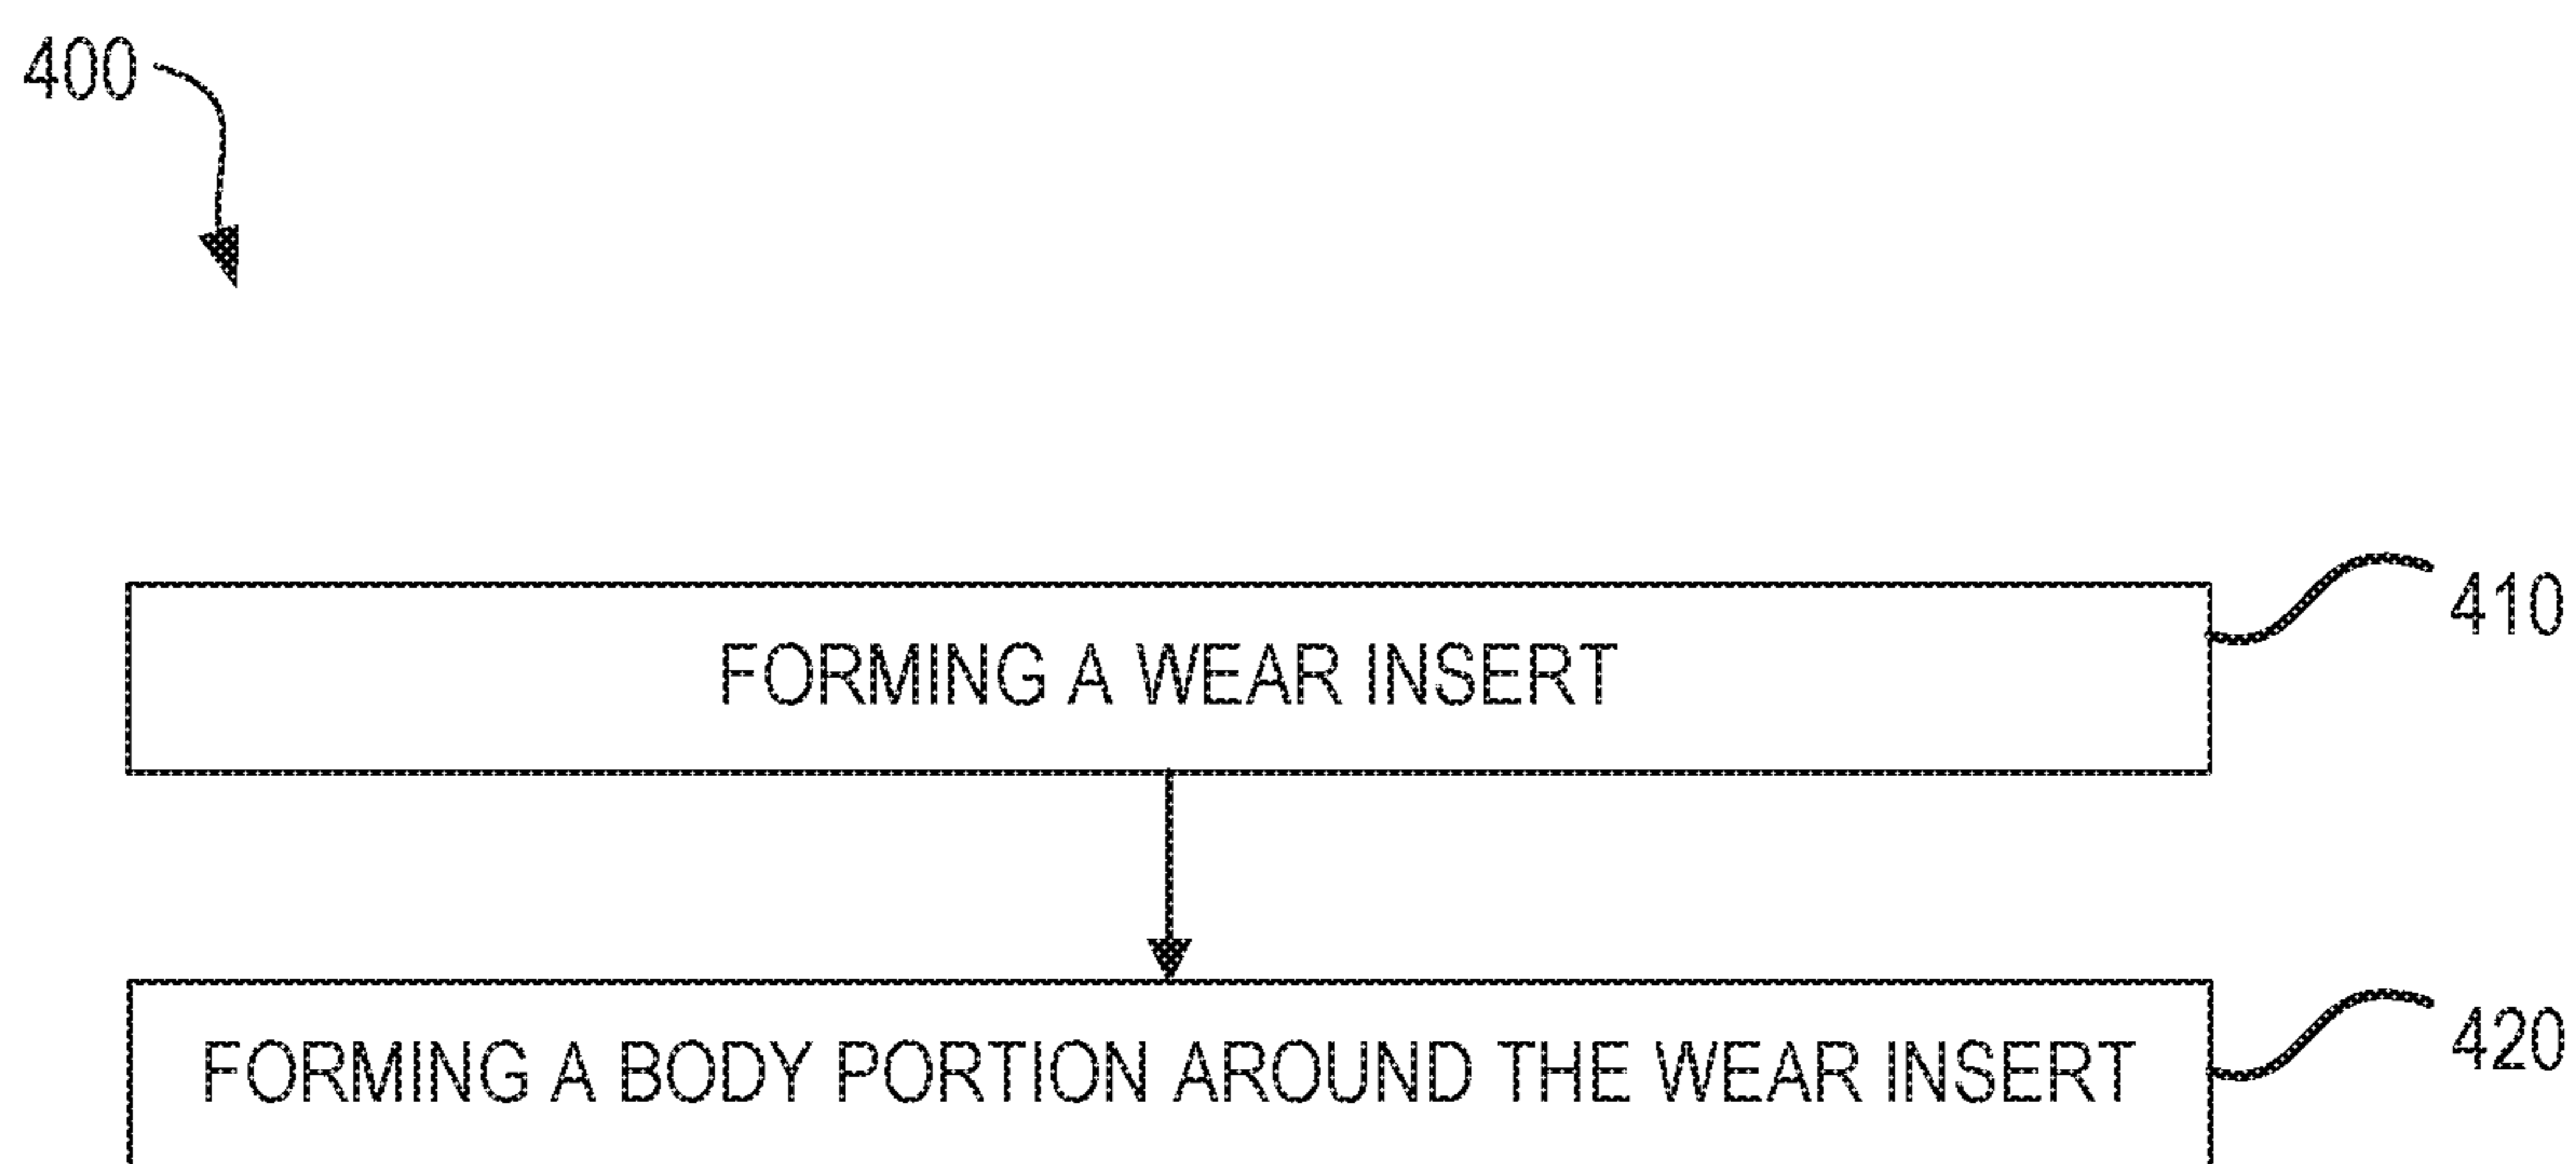 400
FORMING A WEAR INSERT
410
FORMING A BODY PORTION AROUND THE WEAR INSERT
420